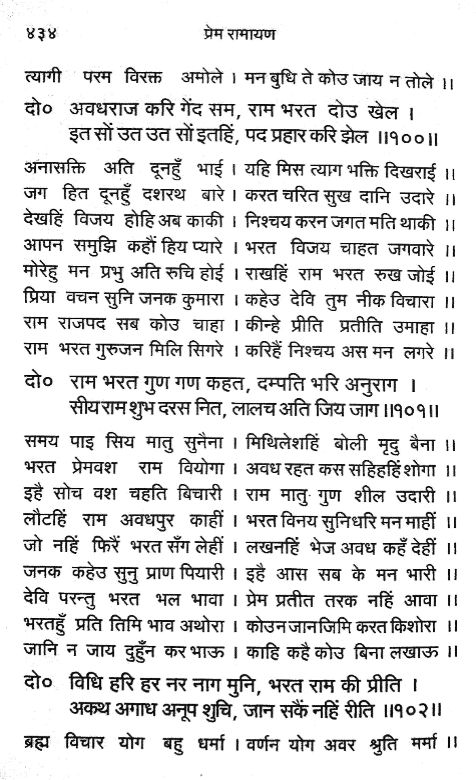 ४३४ प्रेम रामायण
त्यागी परम विरक्त अमोले । मन बुधि ते कोउ जाय न तोले ।।
दो० अवधराज करि गेंद सम, राम भरत दोउ खेल ।
इत सों उत उत सों इतहिं, पद प्रहार करि झेल ।।१००।।
अनासक्ति अति दूनहुँ भाई । यहि मिस त्याग भक्ति दिखराई ।।
जग हित दूनहुँ दशरथ बारे । करत चरित सुख दानि उदारे ।।
देखहिं विजय होहि अब काकी । निश्चय करन जगत मति थाकी ।।
आपन समुझि कहौं हिय प्यारे । भरत विजय चाहत जगवारे ।।
मोरेहु मन प्रभु अति रुचि होई । राखहिं राम भरत रुख जोई ।।
प्रिया वचन सुनि जनक कुमारा । कहेउ देवि तुम नीक विचारा ।।
राम राजपद सब कोउ चाहा । कीन्हे प्रीति प्रतीति उमाहा ।।
राम भरत गुरुजन मिलि सिगरे । करिहैं निश्चय अस मन लगरे ।।
दो० राम भरत गुण गण कहत, दम्पति भरि अनुराग ।
सीय राम शुभ दरस नित, लालच अति जिय जाग ।।१०१।।
समय पाइ सिय मातु सुनैना । मिथिलेशहिं बोली मृदु बैना ।।
भरत प्रेमवश राम वियोगा । अवध रहत कस सहिहहिं शोगा ।।
इहै सोच वश चहति बिचारी । राम मातु गुण शील उदारी ।।
लौटहिं राम अवधपुर काहीं । भरत विनय सुनिधरि मन माहीं ।।
जो नहिं फिरैं भरत सँग लेहीं । लखनहिं भेज अवध कहँ देहीं ।।
जनक कहेउ सुनु प्राण पियारी । इहै आस सब के मन भारी ।।
देवि परन्तु भरत भल भावा । प्रेम प्रतीत तरक नहिं आवा ।।
भरतहुँ प्रति तिमि भाव अथोरा । कोउन जान जिमि करत किशोरा ।।
जानि न जाय दुहुँन कर भाऊ । काहि कहै कोउ बिना लखाऊ ।।
दो० विधि हरि हर नर नाग मुनि, भरत राम की प्रीति ।
अकथ अगाध अनूप शुचि, जान सकैं नहिं रीति ।।१०२।।
ब्रह्म विचार योग बहु धर्मा । वर्णन योग अवर श्रुति मर्मा ।।